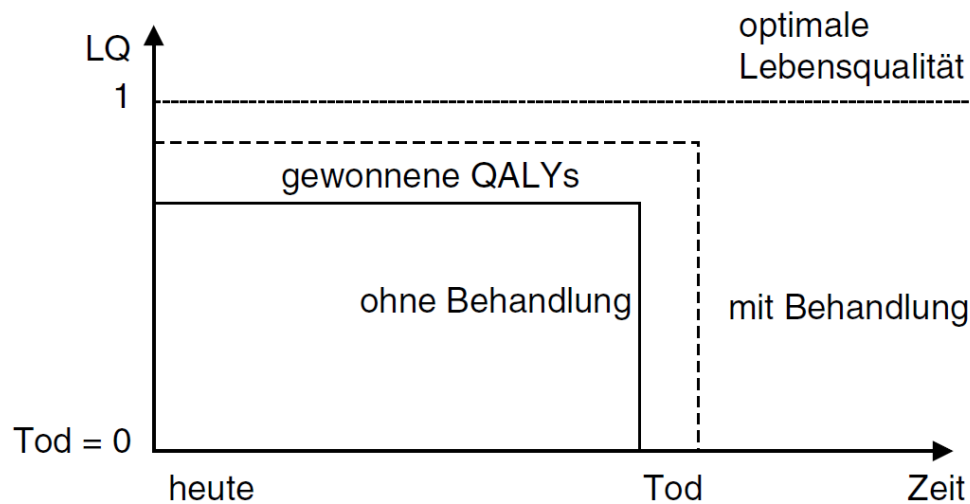 optimale
Lebensqualität
LQ
1
gewonnene QALYs
ohne Behandlung
mit Behandlung
Tod = 0
heute
Tod
Zeit